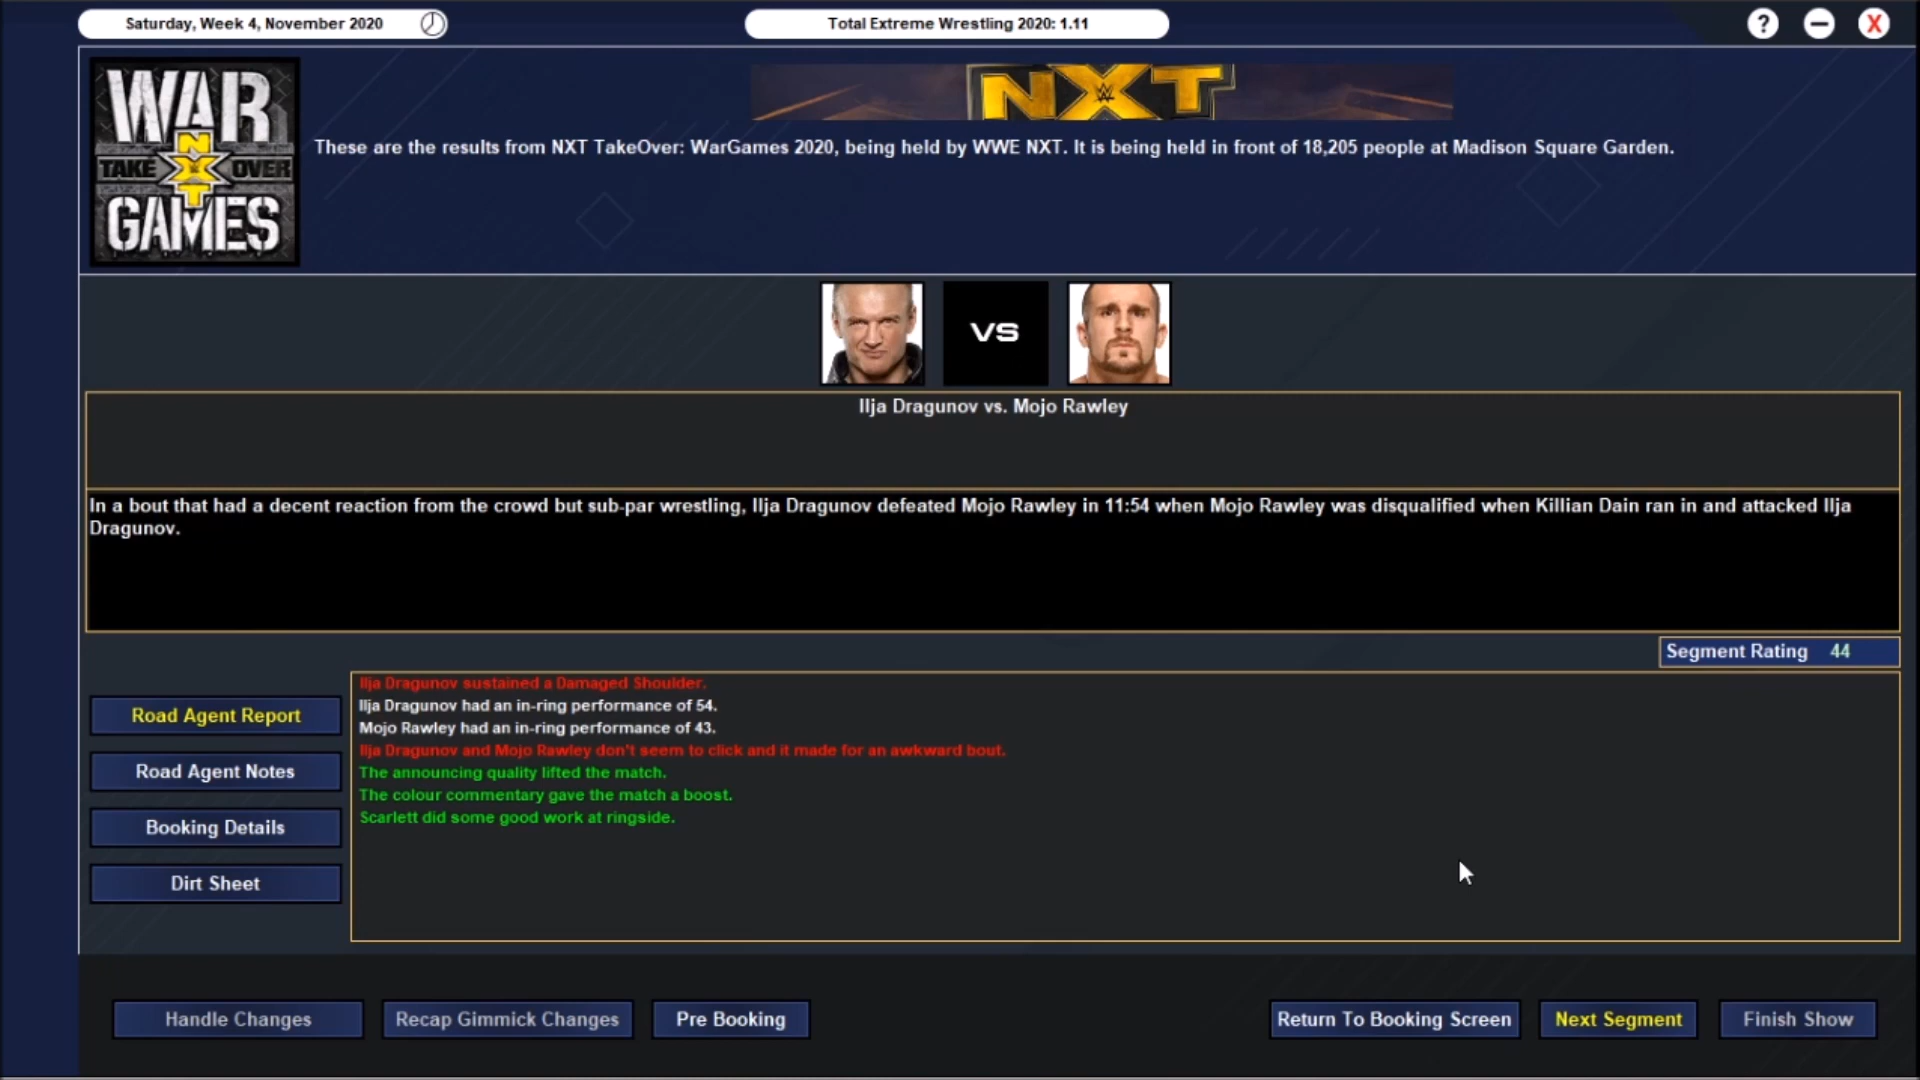 Saturday, Week 4, November 2020
Total Extreme Wrestling 2020: 1.11
?
X
WAR
NXT
TAKE OVER
GAMES
NXT
W
These are the results from NXT TakeOver: WarGames 2020, being held by WWE NXT. It is being held in front of 18,205 people at Madison Square Garden.
VS
Ilja Dragunov vs. Mojo Rawley
In a bout that had a decent reaction from the crowd but sub-par wrestling, Ilja Dragunov defeated Mojo Rawley in 11:54 when Mojo Rawley was disqualified when Killian Dain ran in and attacked Ilja
Dragunov.
Segment Rating 44
Road Agent Report
Road Agent Notes
Booking Details
Dirt Sheet
Ilja Dragunov sustained a Damaged Shoulder.
Ilja Dragunov had an in-ring performance of 54.
Mojo Rawley had an in-ring performance of 43.
Ilja Dragunov and Mojo Rawley don't seem to click and it made for an awkward bout.
The announcing quality lifted the match.
The colour commentary gave the match a boost.
Scarlett did some good work at ringside.
Handle Changes
Recap Gimmick Changes
Pre Booking
Return To Booking Screen
Next Segment
Finish Show